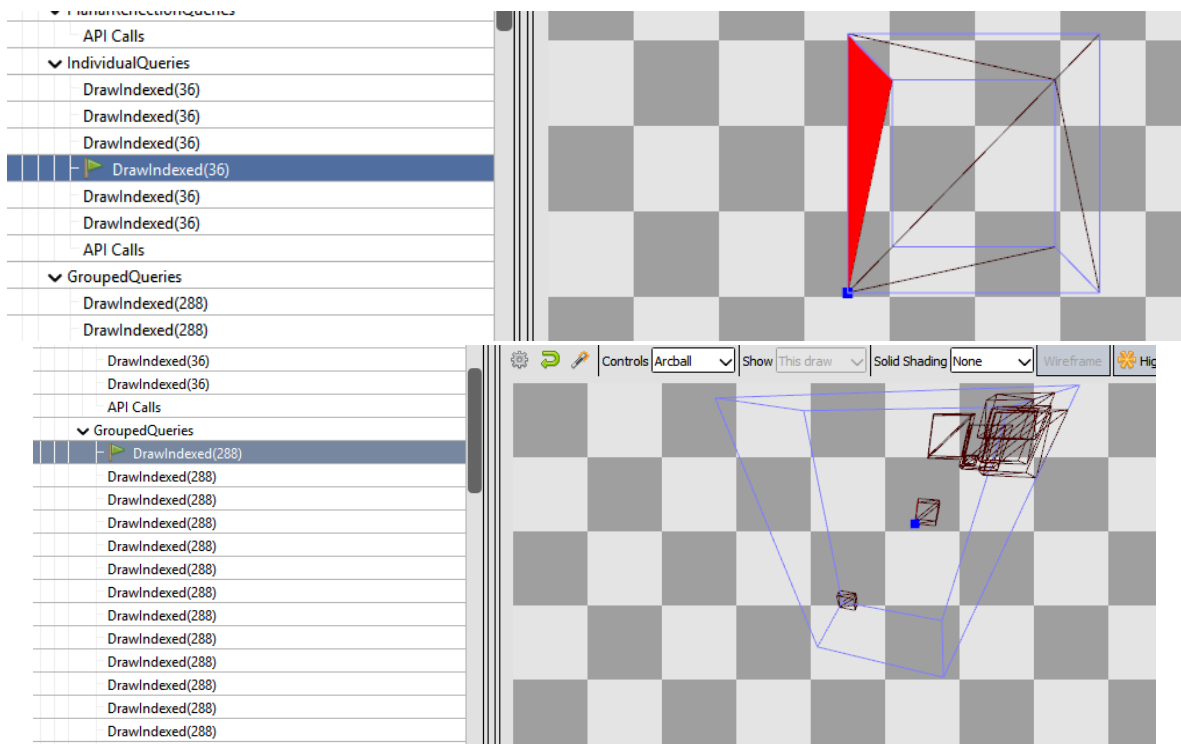 PlanarReflectionQueries
API Calls
IndividualQueries
DrawIndexed(36)
DrawIndexed(36)
DrawIndexed(36)
DrawIndexed(36)
DrawIndexed(36)
DrawIndexed(36)
API Calls
GroupedQueries
DrawIndexed(288)
DrawIndexed(288)
DrawIndexed(36)
DrawIndexed(36)
API Calls
GroupedQueries
DrawIndexed(288)
DrawIndexed(288)
DrawIndexed(288)
DrawIndexed(288)
DrawIndexed(288)
DrawIndexed(288)
DrawIndexed(288)
DrawIndexed(288)
DrawIndexed(288)
DrawIndexed(288)
DrawIndexed(288)
DrawIndexed(288)
DrawIndexed(288)
Controls Arcball Show This draw Solid Shading None Wireframe Hig